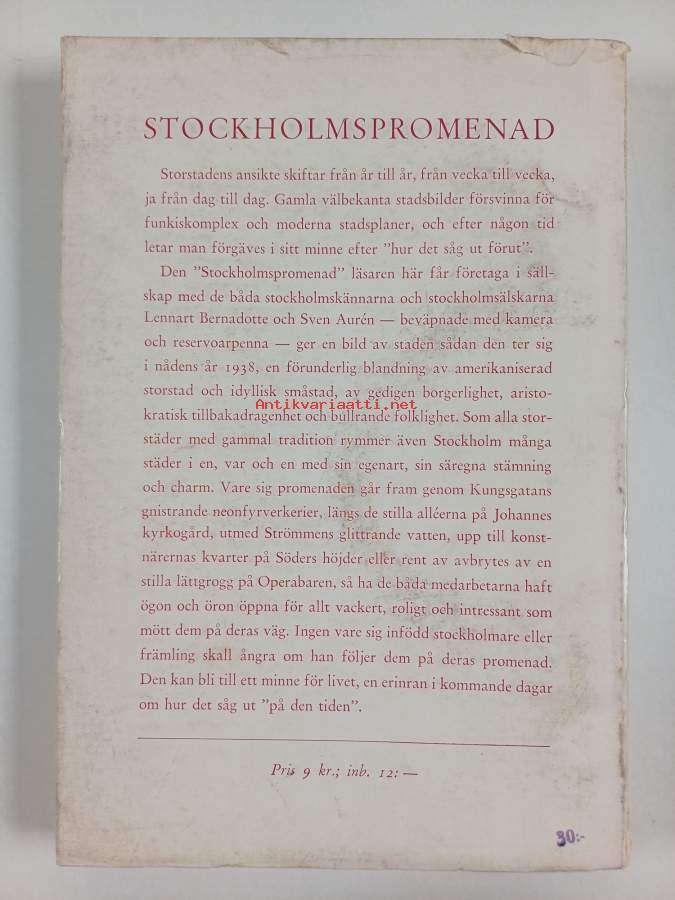 STOCKHOLMSPROMENAD
Storstadens ansikte skiftar från år till år, från vecka till vecka,
ja från dag till dag. Gamla välbekanta stadsbilder försvinna för
funkiskomplex och moderna stadsplaner, och efter någon tid
letar man förgäves i sitt minne efter ”hur det såg ut förut”.
Den ”Stockholmspromenad” läsaren här får företaga i säll-
skap med de båda stockholmskännarna och stockholmsälskarna
Lennart Bernadotte och Sven Aurén — beväpnade med kamera
och reservoarpenna — ger en bild av staden sådan den ter sig
i nådens år 1938, en förunderlig blandning av amerikaniserad
storstad och idyllisk småstad, av gedigen borgerlighet, aristo-
Antikvariaatti.net
kratisk tillbakadragenhet och bullrande folklighet. Som alla stor-
städer med gammal tradition rymmer även Stockholm många
städer i en, var och en med sin egenart, sin säregna stämning
och charm. Vare sig promenaden går fram genom Kungsgatans
gnistrande neonfyrverkerier, längs de stilla alléerna på Johannes
kyrkogård, utmed Strömmens glittrande vatten, upp till konst-
närernas kvarter på Söders höjder eller rent av avbrytes av en
stilla lättgrogg på Operabaren, så ha de båda medarbetarna haft
ögon och öron öppna för allt vackert, roligt och intressant som
mött dem på deras väg. Ingen vare sig infödd stockholmare eller
främling skall ångra om han följer dem på deras promenad.
Den kan bli till ett minne för livet, en erinran i kommande dagar
om hur det såg ut ”på den tiden”.
Pris 9 kr.; inb. 12: —
30:-